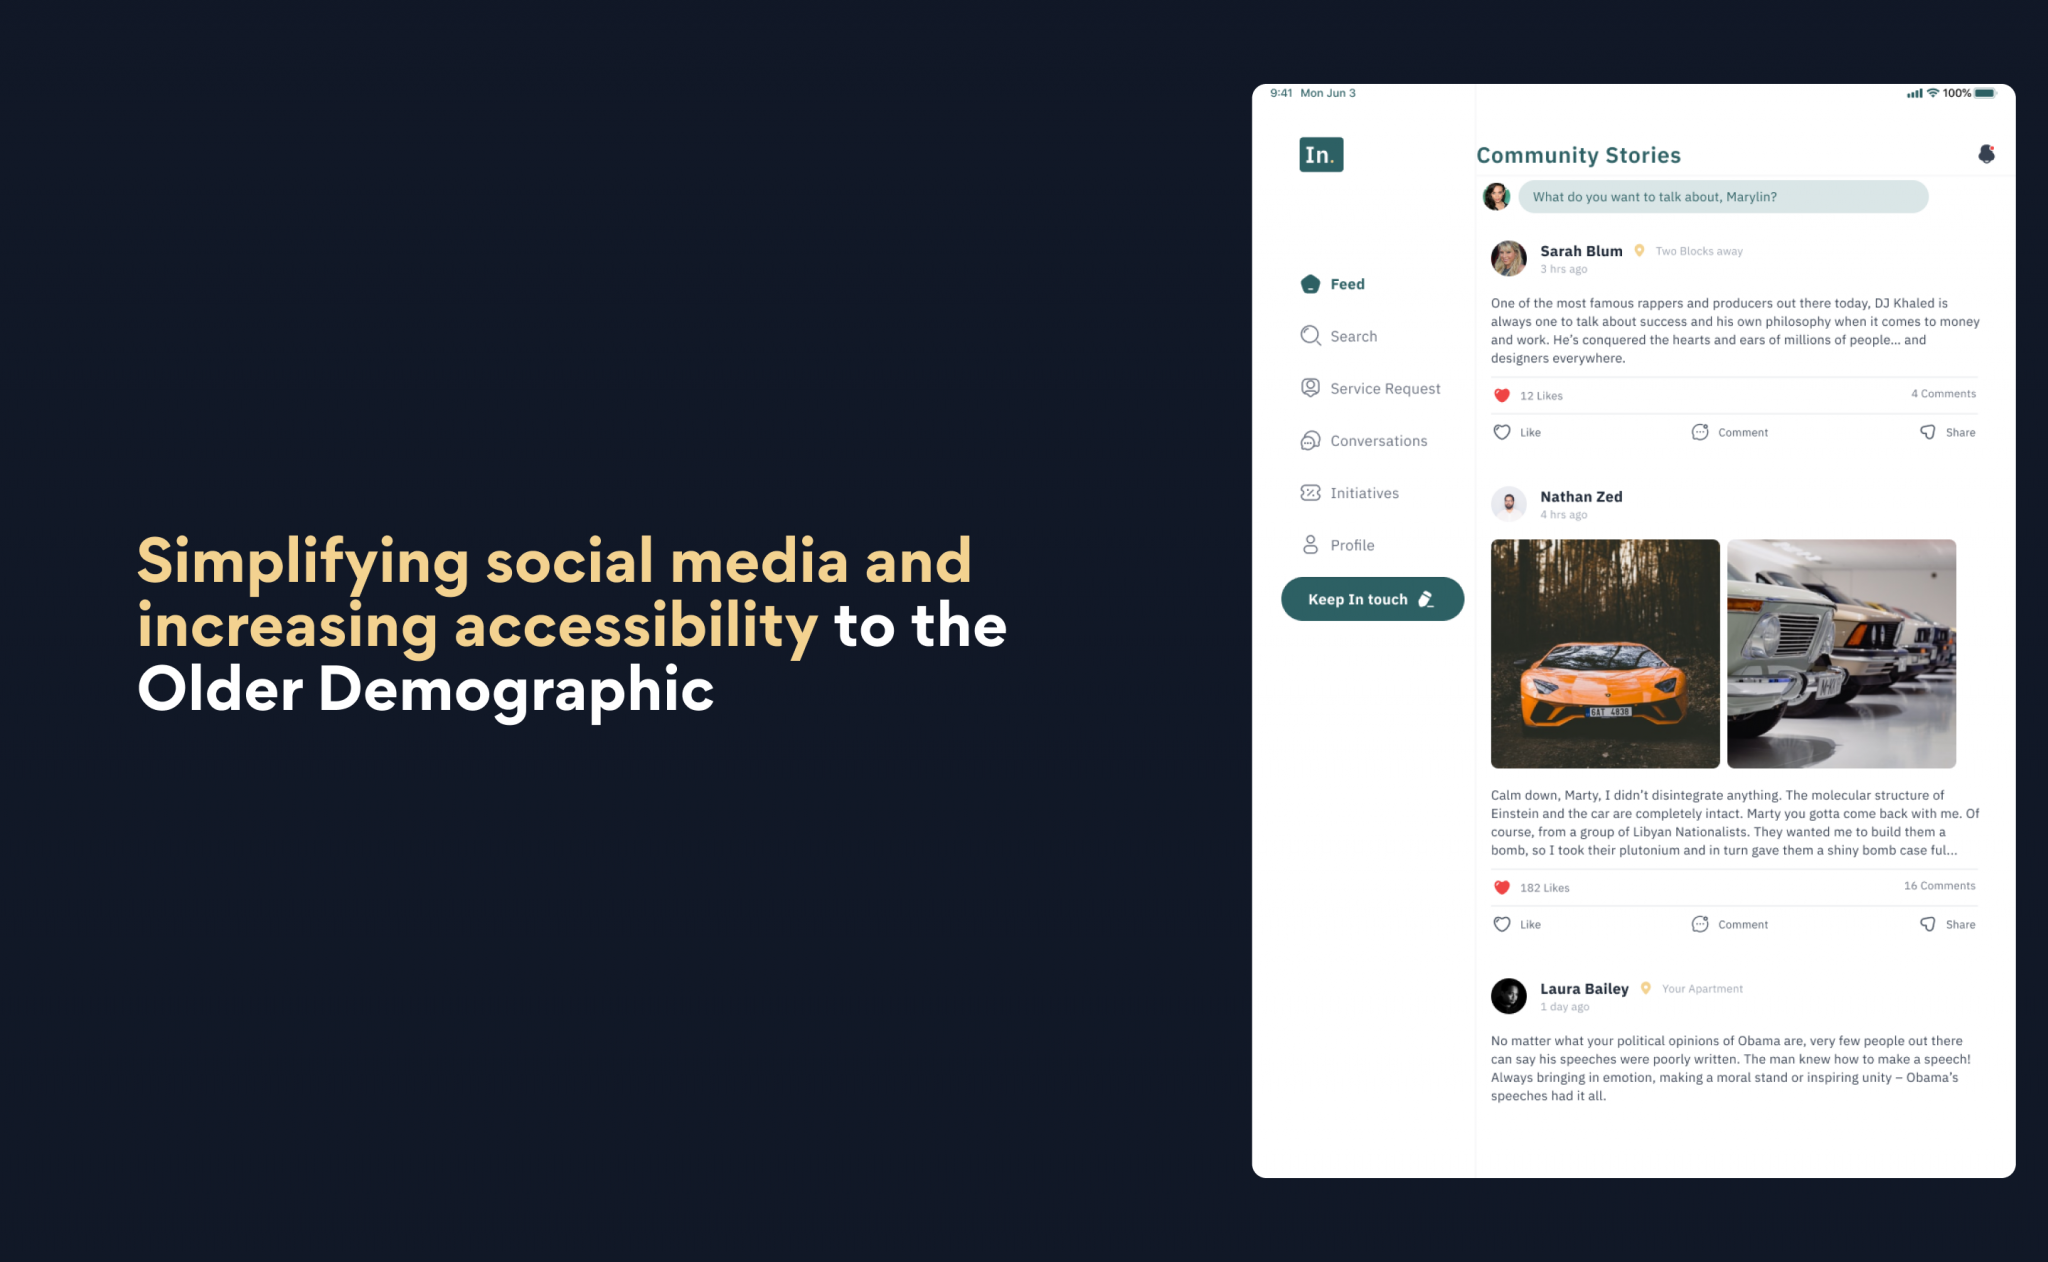 Simplifying social media and
increasing accessibility to the
Older Demographic
9:41 Mon Jun 3
100%
In.
Community Stories
What do you want to talk about, Marylin?
Feed
Search
Service Request
Conversations
Initiatives
Profile
Keep In touch
Sarah Blum Two Blocks away
3 hrs ago
One of the most famous rappers and producers out there today, DJ Khaled is
always one to talk about success and his own philosophy when it comes to money
and work. He’s conquered the hearts and ears of millions of people... and
designers everywhere.
12 Likes 4 Comments
Like Comment Share
Nathan Zed
4 hrs ago
6AT 4838
Calm down, Marty, I didn’t disintegrate anything. The molecular structure of
Einstein and the car are completely intact. Marty you gotta come back with me. Of
course, from a group of Libyan Nationalists. They wanted me to build them a
bomb, so I took their plutonium and in turn gave them a shiny bomb case ful...
182 Likes 16 Comments
Like Comment Share
Laura Bailey Your Apartment
1 day ago
No matter what your political opinions of Obama are, very few people out there
can say his speeches were poorly written. The man knew how to make a speech!
Always bringing in emotion, making a moral stand or inspiring unity – Obama’s
speeches had it all.